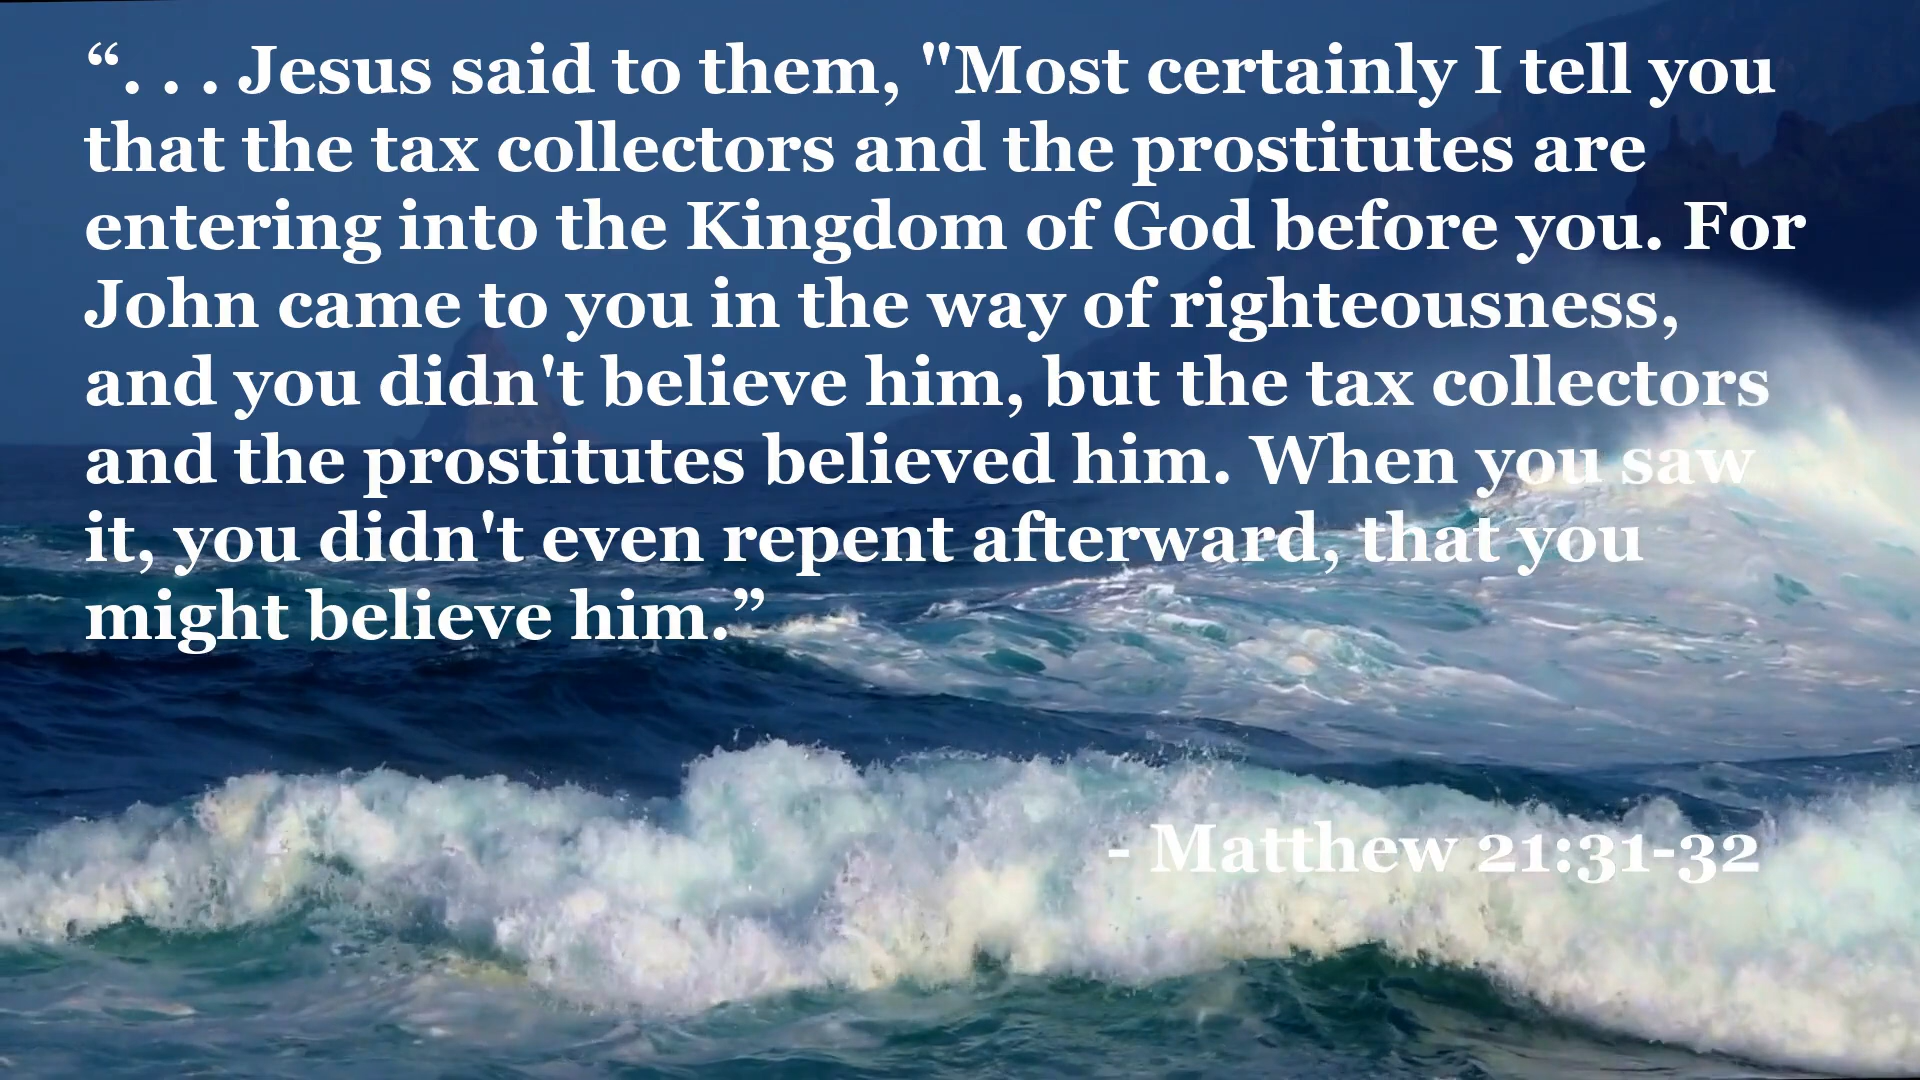 “. . . Jesus said to them, "Most certainly I tell you
that the tax collectors and the prostitutes are
entering into the Kingdom of God before you. For
John came to you in the way of righteousness,
and you didn't believe him, but the tax collectors
and the prostitutes believed him. When you saw
it, you didn't even repent afterward, that you
might believe him.”
- Matthew 21:31-32